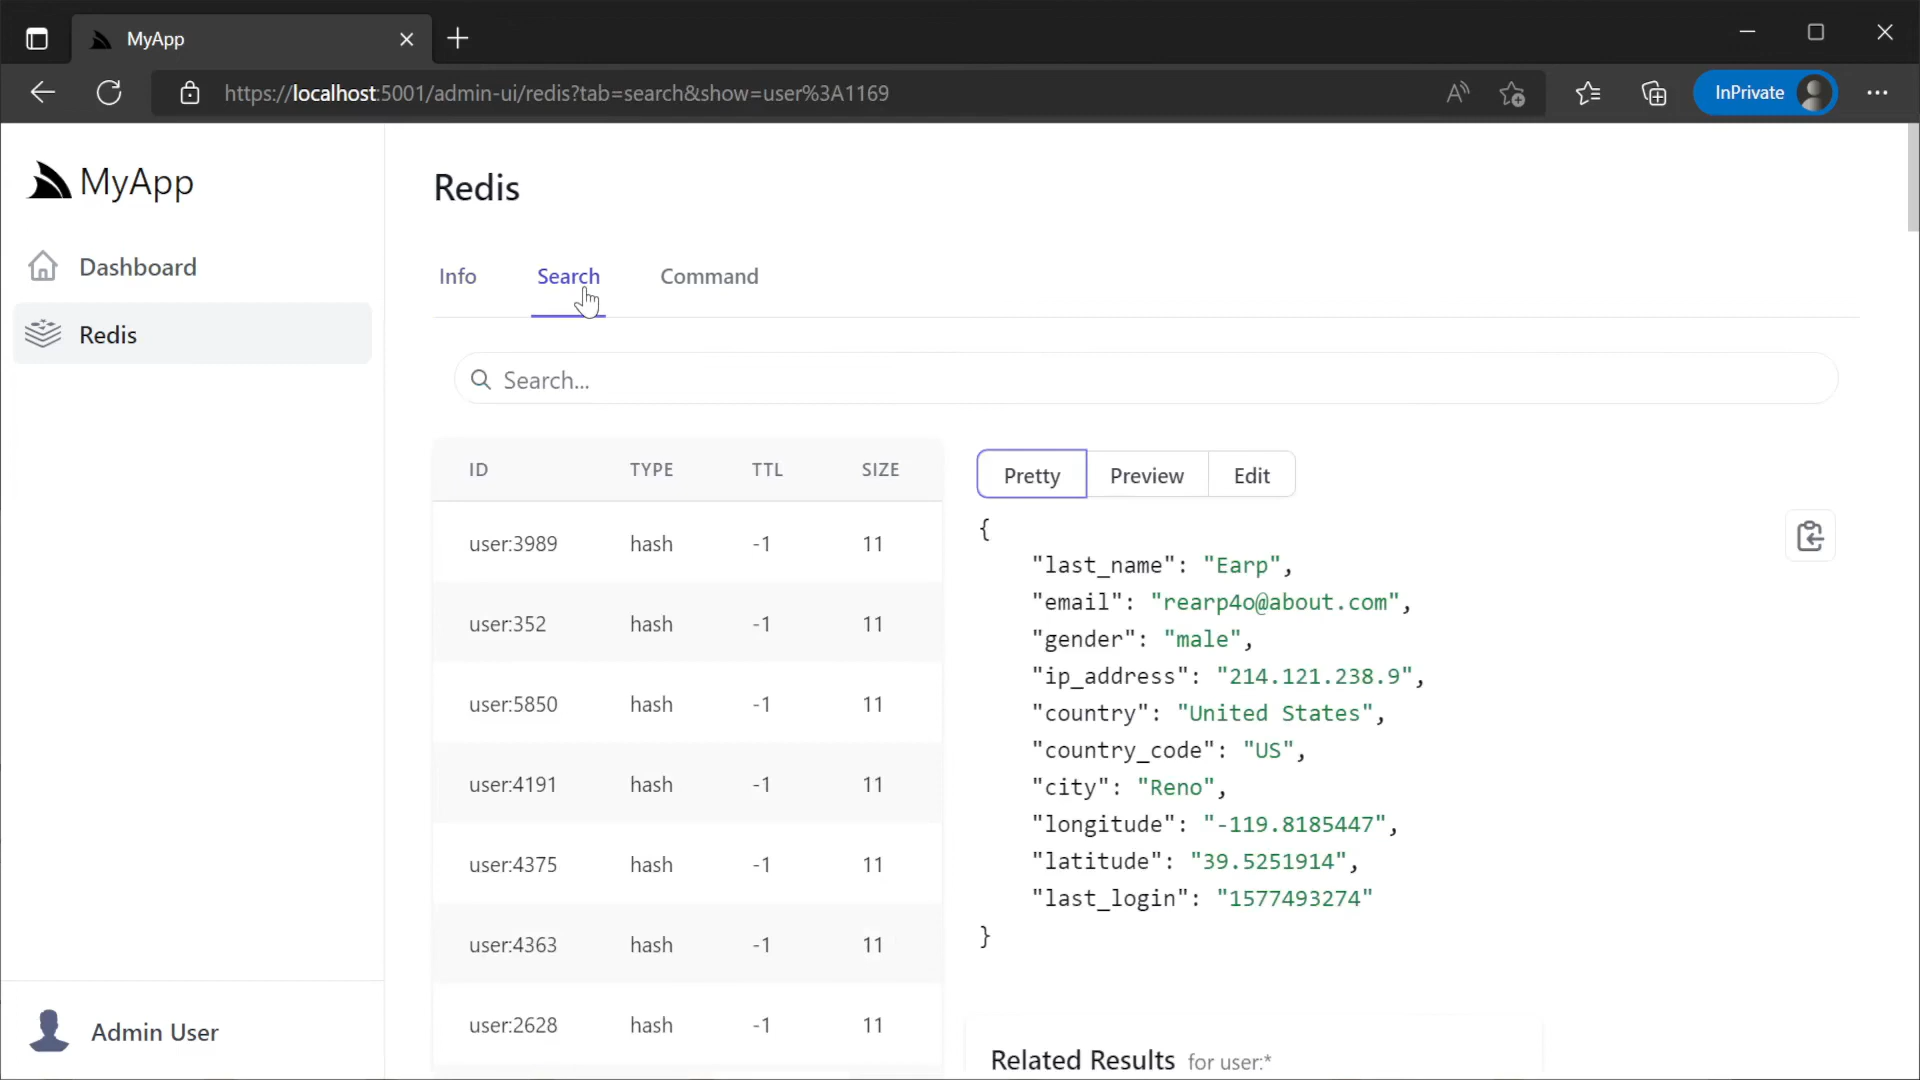 MyApp
https://localhost:5001/admin-ui/redis?tab=search&show=user%3A1169
InPrivate
MyApp
Dashboard
Redis
Admin User
Redis
Info Search Command
Search...
ID TYPE TTL SIZE
user:3989 hash -1 11
user:352 hash -1 11
user:5850 hash -1 11
user:4191 hash -1 11
user:4375 hash -1 11
user:4363 hash -1 11
user:2628 hash -1 11
Pretty Preview Edit
{
"last_name": "Earp",
"email": "rearp4o@about.com",
"gender": "male",
"ip_address": "214.121.238.9",
"country": "United States",
"country_code": "US",
"city": "Reno",
"longitude": "-119.8185447",
"latitude": "39.5251914",
"last_login": "1577493274"
}
Related Results for user:*